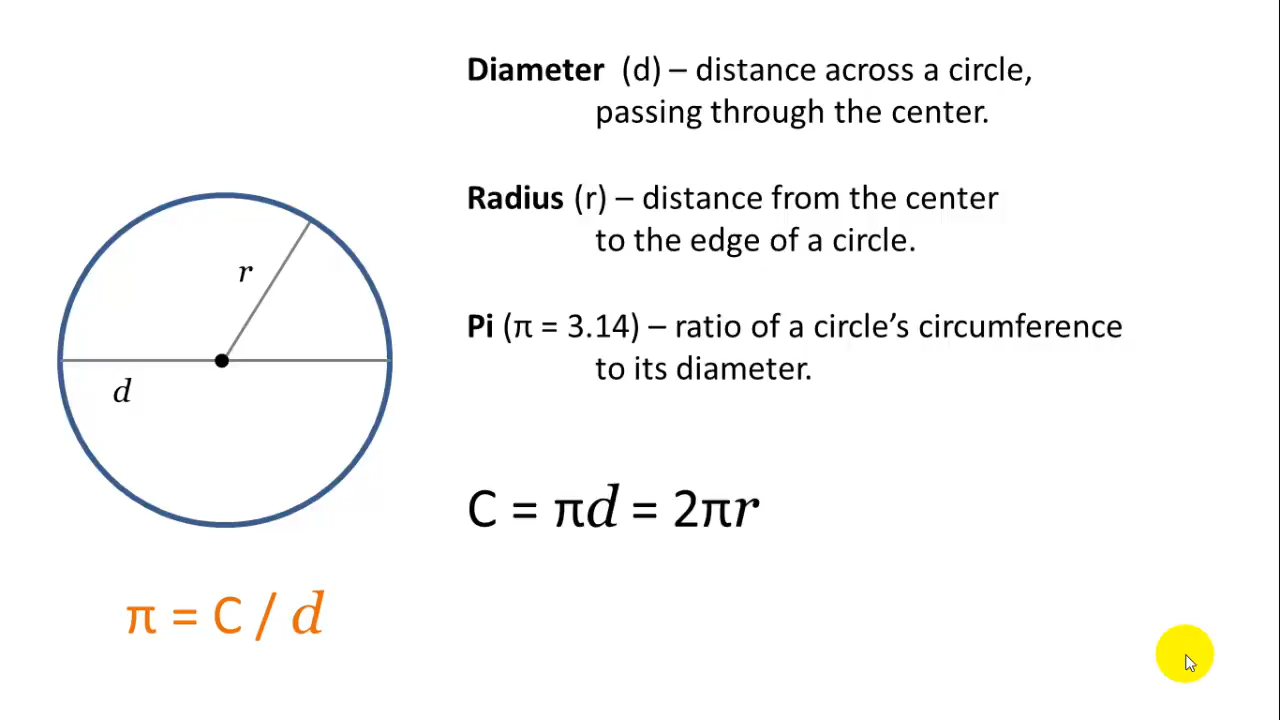 Diameter (d) – distance across a circle,
passing through the center.
Radius (r) – distance from the center
to the edge of a circle.
r
Pi (π = 3.14) – ratio of a circle’s circumference
to its diameter.
d
C = πd = 2πr
π = C / d